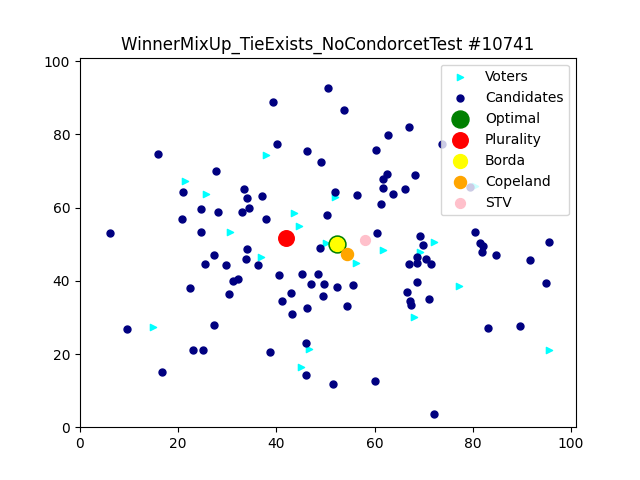 WinnerMixUp_TieExists_NoCondorcetTest #10741
100
80
60
40
20
0
0 20 40 60 80 100
Voters
Candidates
Optimal
Plurality
Borda
Copeland
STV